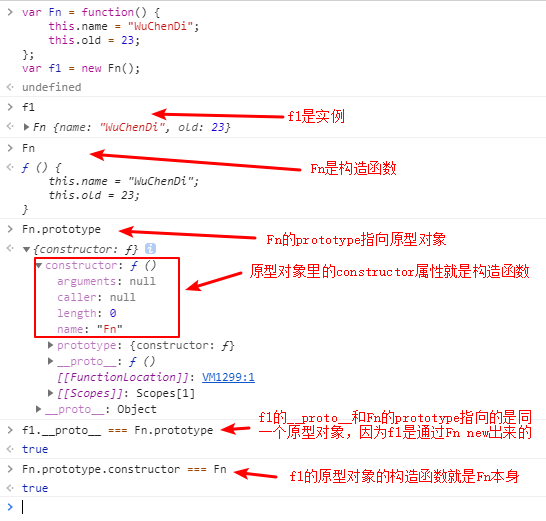 var Fn = function() {
this.name = "WuChenDi";
this.old = 23;
};
var f1 = new Fn();
undefined
f1
f1是实例
Fn {name: "WuChenDi", old: 23}
Fn
Fn是构造函数
ƒ () {
this.name = "WuChenDi";
this.old = 23;
}
Fn.prototype
Fn的prototype指向原型对象
{constructor: ƒ}
constructor: ƒ ()
原型对象里的constructor属性就是构造函数
arguments: null
caller: null
length: 0
name: "Fn"
prototype: {constructor: ƒ}
__proto__: ƒ ()
[[FunctionLocation]]: VM1299:1
[[Scopes]]: Scopes[1]
__proto__: Object
f1的__proto__和Fn的prototype指向的是同
一个原型对象，因为f1是通过Fn new出来的
f1.__proto__ === Fn.prototype
true
Fn.prototype.constructor === Fn
f1的原型对象的构造函数就是Fn本身
true